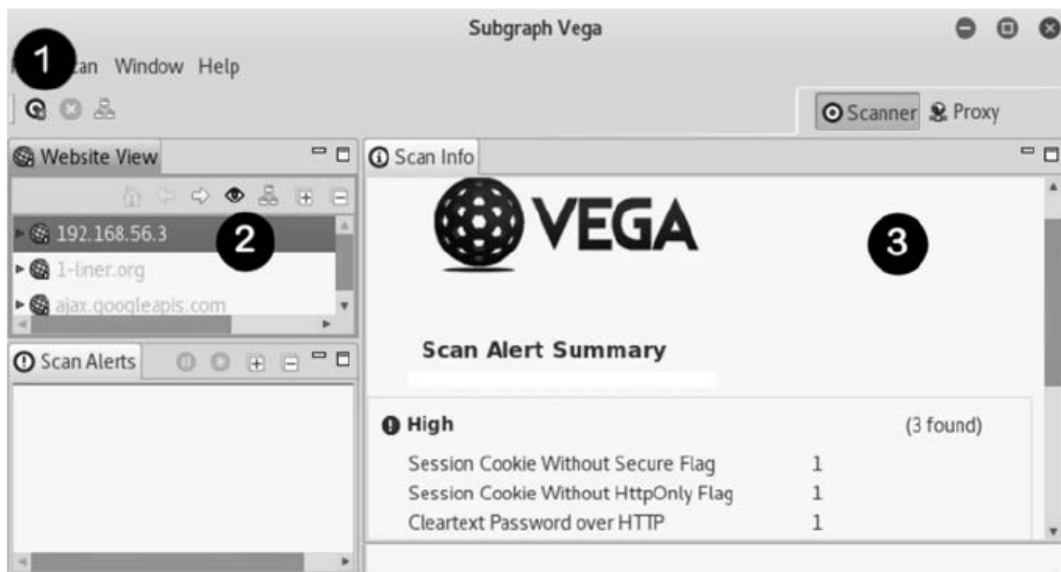 Subgraph Vega
1
Window Help
Scanner Proxy
Website View
2
192.168.56.3
1-liner.org
ajax.googleapis.com
Scan Alerts
Scan Info
VEGA
3
Scan Alert Summary
High (3 found)
Session Cookie Without Secure Flag 1
Session Cookie Without HttpOnly Flag 1
Cleartext Password over HTTP 1